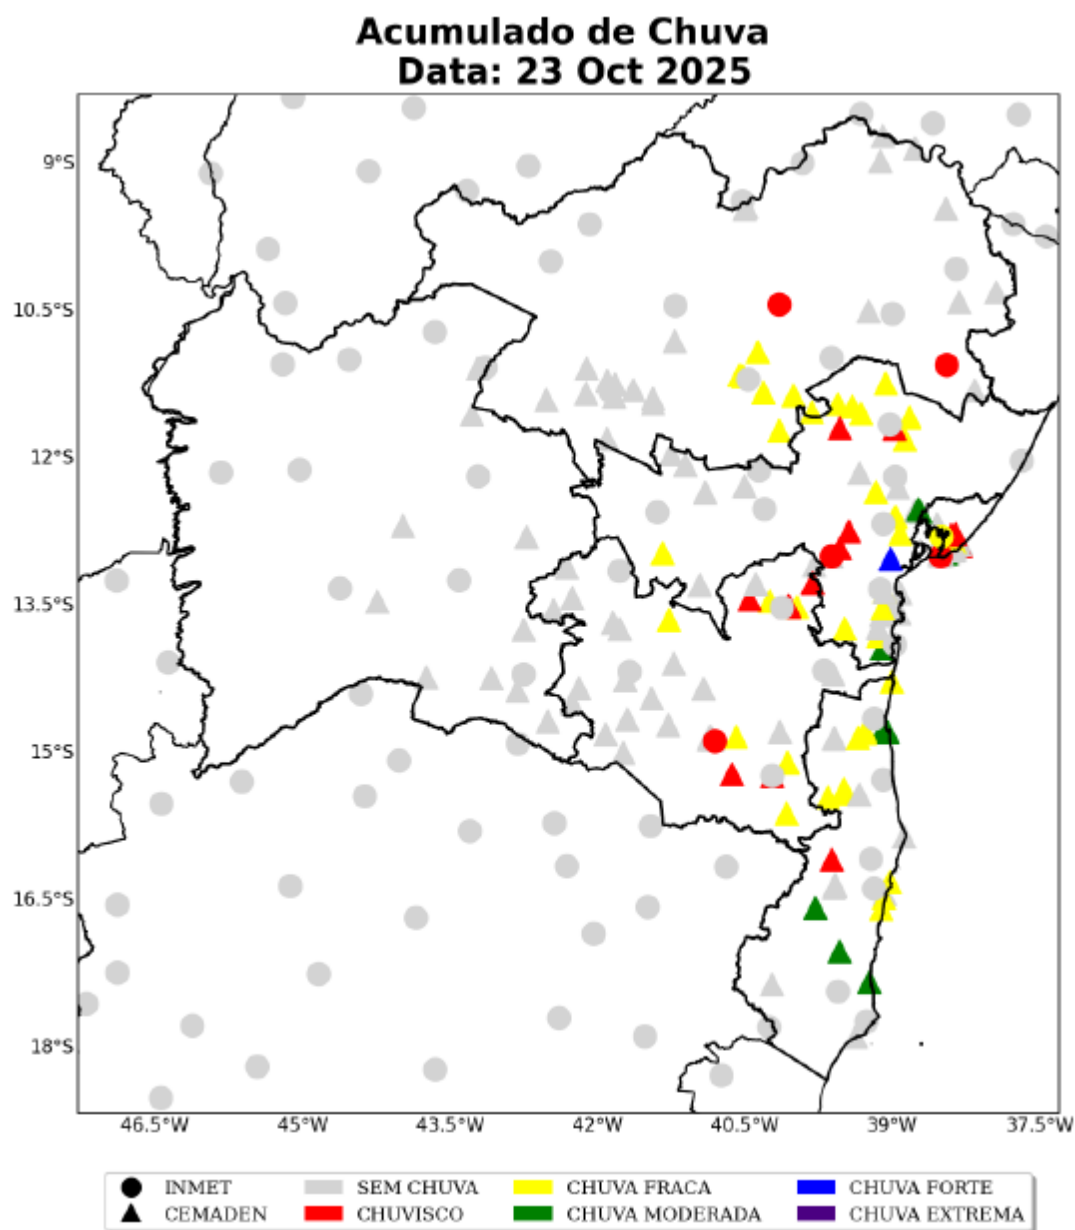 Acumulado de Chuva
Data: 23 Oct 2025
9°S
10.5°S
12°S
13.5°S
15°S
16.5°S
18°S
46.5°W 45°W 43.5°W 42°W 40.5°W 39°W 37.5°W
INMET SEM CHUVA CHUVA FRACA CHUVA FORTE
CEMADEN CHUVISCO CHUVA MODERADA CHUVA EXTREMA